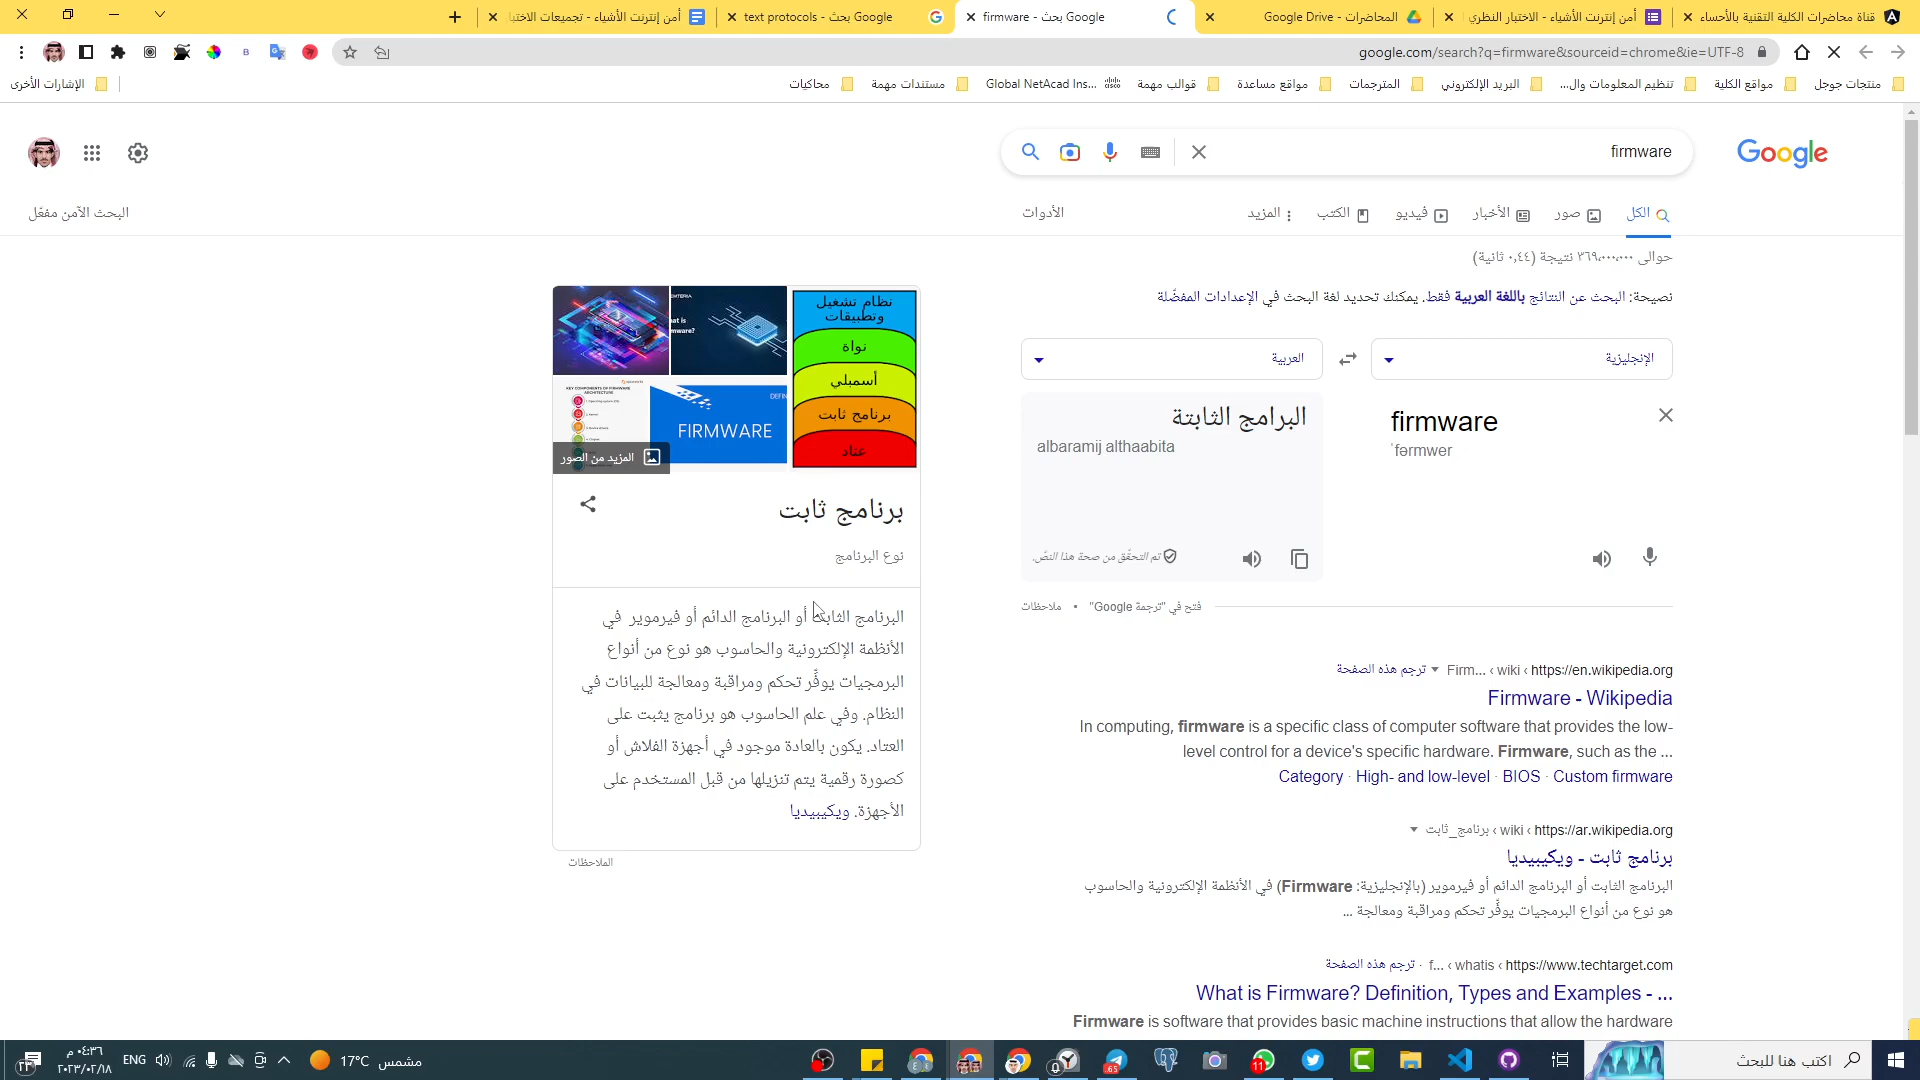 قناة محاضرات الكلية التقنية بالأحساء
أمن إنترنت الأشياء - الاختبار النظري
المحاضرات - Google Drive
firmware - بحث Google
text protocols - بحث Google
أمن إنترنت الأشياء - تجميعات الاختبا
google.com/search?q=firmware&sourceid=chrome&ie=UTF-8
منتجات جوجل
مواقع الكلية
تنظيم المعلومات وال...
البريد الإلكتروني
المترجمات
مواقع مساعدة
قوالب مهمة
Global NetAcad Ins...
مستندات مهمة
محاكيات
الإشارات الأخرى
Google
firmware
الكل
صور
الأخبار
فيديو
الكتب
المزيد
الأدوات
البحث الآمن مفعّل
حوالى ٣٦٩,٠٠٠,٠٠٠ نتيجة (٠,٤٤ ثانية)
نصيحة: البحث عن النتائج باللغة العربية فقط. يمكنك تحديد لغة البحث في الإعدادات المفضّلة
الإنجليزية
العربية
firmware
ˈfərmwer
البرامج الثابتة
albaramij althaabita
تم التحقّق من صحة هذا النصّ.
فتح في "ترجمة Google" • ملاحظات
https://en.wikipedia.org › wiki › Firm... ترجم هذه الصفحة
Firmware - Wikipedia
In computing, firmware is a specific class of computer software that provides the low-
level control for a device's specific hardware. Firmware, such as the ...
Category · High- and low-level · BIOS · Custom firmware
https://ar.wikipedia.org › wiki › برنامج_ثابت
برنامج ثابت - ويكيبيديا
البرنامج الثابت أو البرنامج الدائم أو فيرموير (بالإنجليزية: Firmware) في الأنظمة الإلكترونية والحاسوب
هو نوع من أنواع البرمجيات يوفّر تحكم ومراقبة ومعالجة ...
https://www.techtarget.com › whatis › f... · ترجم هذه الصفحة
What is Firmware? Definition, Types and Examples - ...
Firmware is software that provides basic machine instructions that allow the hardware
نظام تشغيل
وتطبيقات
نواة
أسمبلي
برنامج ثابت
عتاد
FIRMWARE
KEY COMPONENTS OF FIRMWARE
ARCHITECTURE
المزيد من الصور
برنامج ثابت
نوع البرنامج
البرنامج الثابت أو البرنامج الدائم أو فيرموير في
الأنظمة الإلكترونية والحاسوب هو نوع من أنواع
البرمجيات يوفّر تحكم ومراقبة ومعالجة للبيانات في
النظام. وفي علم الحاسوب هو برنامج يثبت على
العتاد. يكون بالعادة موجود في أجهزة الفلاش أو
كصورة رقمية يتم تنزيلها من قبل المستخدم على
الأجهزة. ويكيبيديا
الملاحظات
اكتب هنا للبحث
مشمس 17°C
ENG
٠٤:٣٦ م
٢٠٢٣/٠٢/١٨